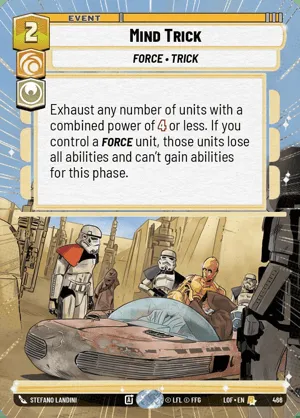 EVENT
2
MIND TRICK
FORCE • TRICK
Exhaust any number of units with a
combined power of 4 or less. If you
control a FORCE unit, those units lose
all abilities and can't gain abilities
for this phase.
STEFANO LANDINI
© LFL © FFG
LOF • EN
466